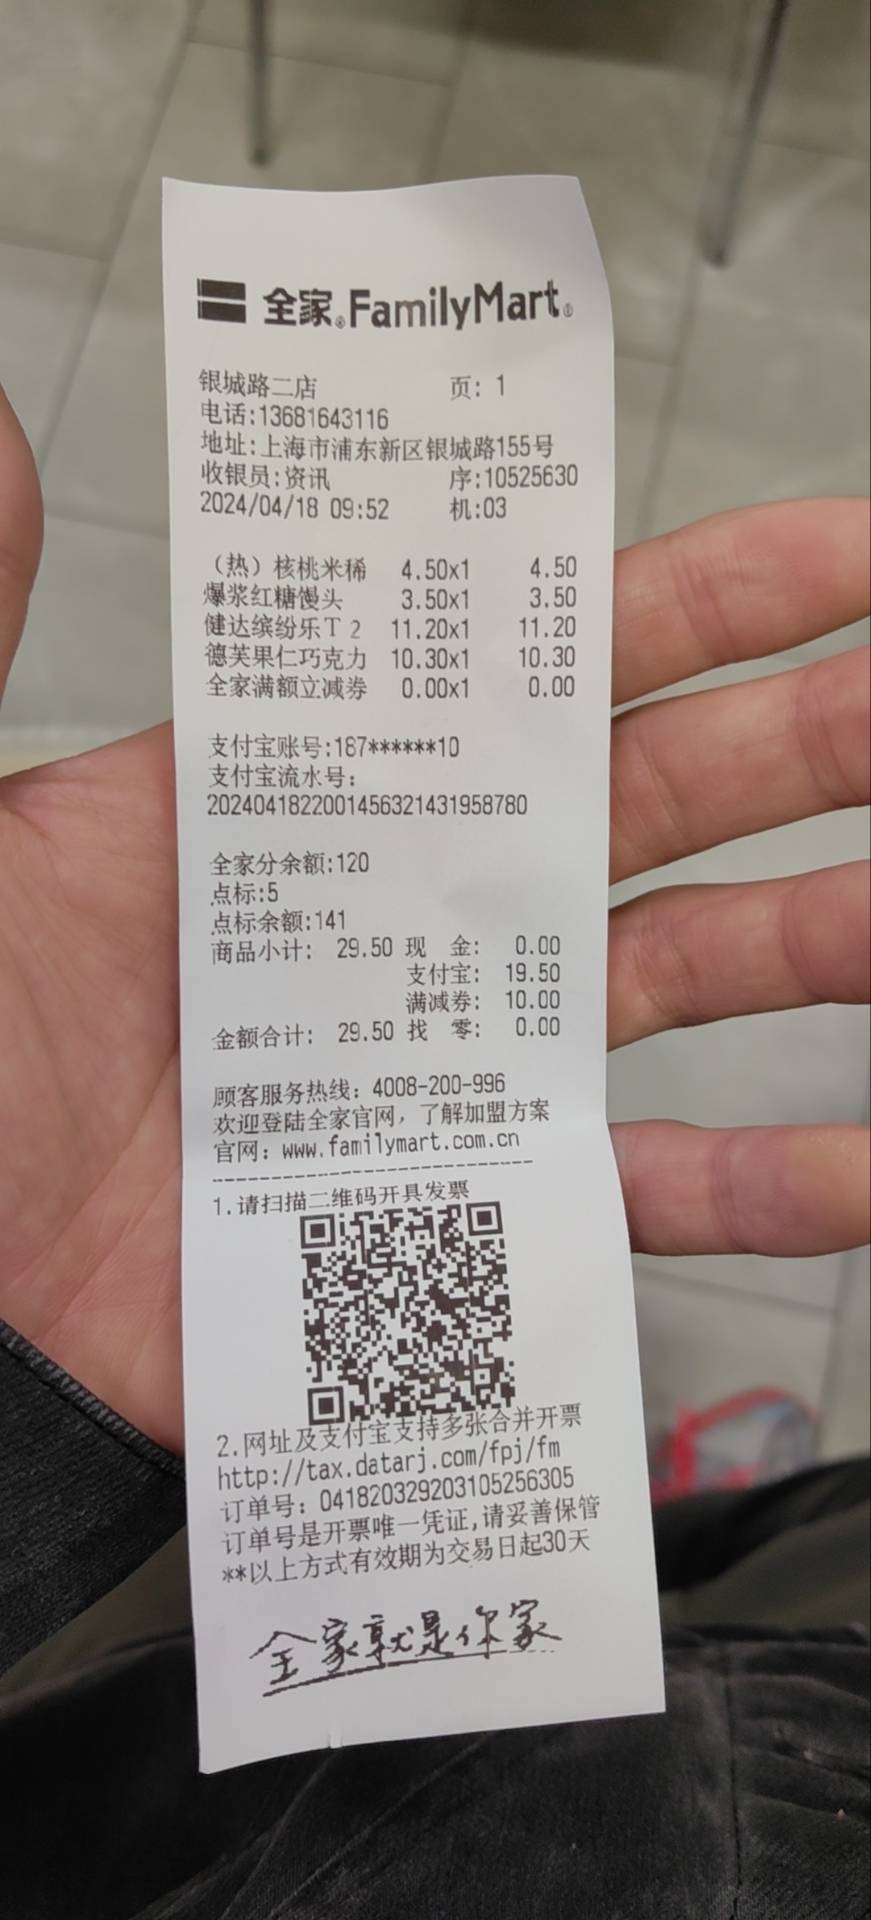 全家®FamilyMart
银城路二店 页: 1
电话:13681643116
地址:上海市浦东新区银城路155号
收银员:资讯 序:10525630
2024/04/18 09:52 机:03
（热）核桃米稀 4.50x1 4.50
爆浆红糖馒头 3.50x1 3.50
健达缤纷乐T 2 11.20x1 11.20
德芙果仁巧克力 10.30x1 10.30
全家满额立减券 0.00x1 0.00
支付宝账号:187******10
支付宝流水号:
2024041822001456321431958780
全家分余额:120
点标:5
点标余额:141
商品小计: 29.50 现 金: 0.00
支付宝: 19.50
满减券: 10.00
金额合计: 29.50 找 零: 0.00
顾客服务热线: 4008-200-996
欢迎登陆全家官网，了解加盟方案
官网: www.familymart.com.cn
1.请扫描二维码开具发票
2.网址及支付宝支持多张合并开票
http://tax.datarj.com/fpj/fm
订单号: 041820329203105256305
订单号是开票唯一凭证,请妥善保管
**以上方式有效期为交易日起30天
全家就是你家